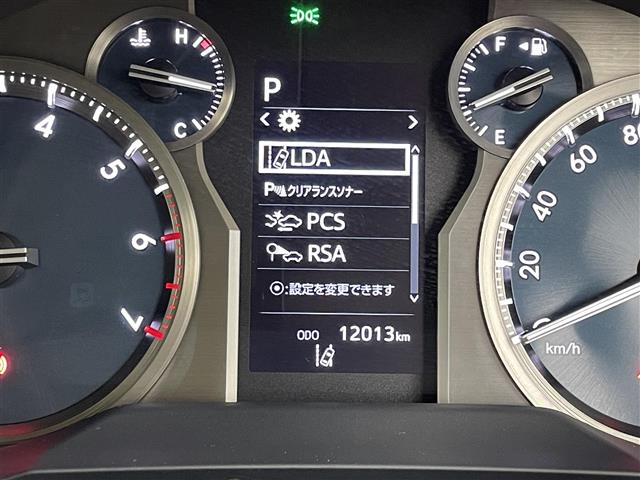 H
C
F
E
P
LDA
P クリアランスソナー
PCS
RSA
:設定を変更できます
ODO 12013km
4
5
6
7
80
60
40
20
0
km/h